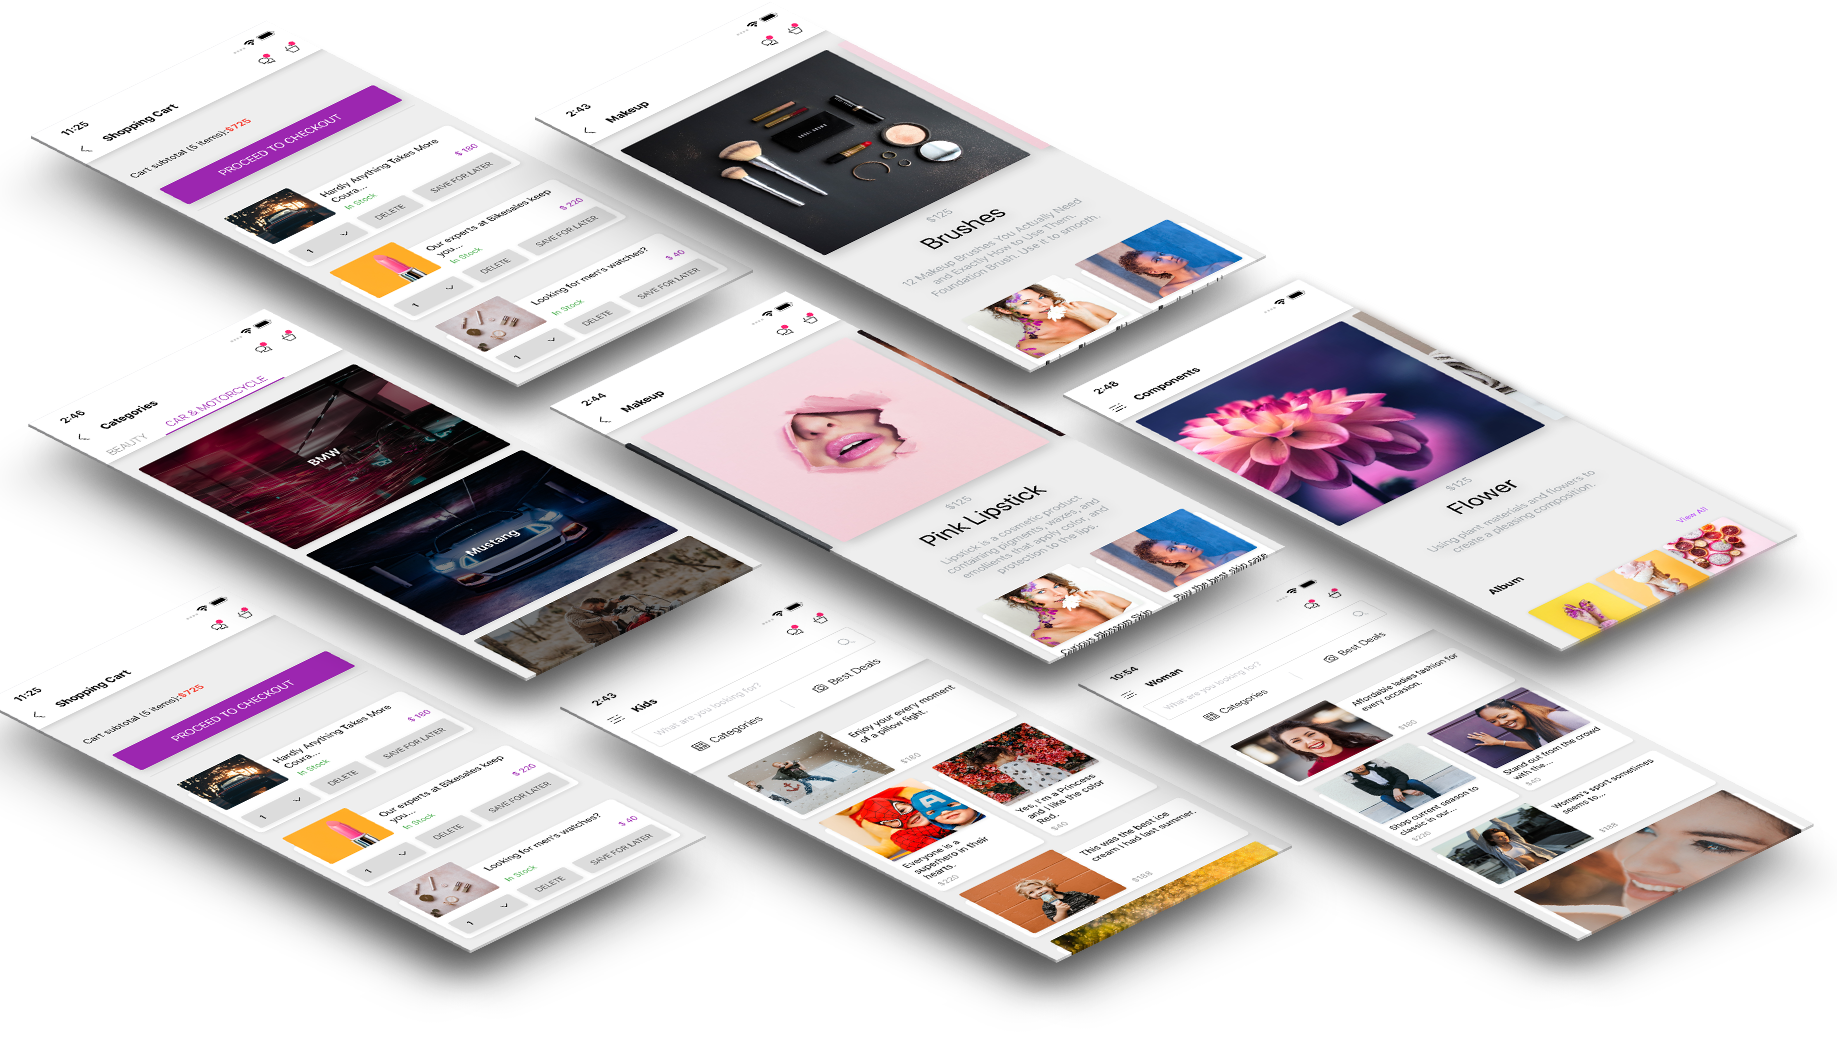 11:25
Shopping Cart
Cart subtotal (5 items):$725
PROCEED TO CHECKOUT
Hardly Anything Takes More
Coura...
$ 180
In Stock
1
DELETE
SAVE FOR LATER
Our experts at Bikesales keep
you...
$ 220
In Stock
1
DELETE
SAVE FOR LATER
Looking for men's watches?
$ 40
In Stock
1
DELETE
SAVE FOR LATER
2:43
Makeup
$125
Brushes
12 Makeup Brushes You Actually Need
and Exactly How to Use Them.
Foundation Brush. Use it to smooth.
2:46
Categories
BEAUTY
CAR & MOTORCYCLE
BMW
Mustang
2:44
Makeup
$125
Pink Lipstick
Lipstick is a cosmetic product
containing pigments, waxes, and
emollients that apply color, and
protection to the lips.
Buy the best skin care
2:48
Components
$125
Flower
Using plant materials and flowers to
create a pleasing composition.
View All
Album
11:25
Shopping Cart
Cart subtotal (5 items):$725
PROCEED TO CHECKOUT
Hardly Anything Takes More
Coura...
$ 180
In Stock
1
DELETE
SAVE FOR LATER
Our experts at Bikesales keep
you...
$ 220
In Stock
1
DELETE
SAVE FOR LATER
Looking for men's watches?
$ 40
In Stock
1
DELETE
SAVE FOR LATER
2:43
Kids
What are you looking for?
Categories
Best Deals
Enjoy your every moment
of a pillow fight.
$180
Everyone is a
superhero in their
hearts.
$220
Yes, I'm a Princess
and I like the color
Red.
$40
This was the best ice
cream I had last summer.
$188
10:54
Woman
What are you looking for?
Categories
Best Deals
Affordable ladies fashion for
every occasion.
$180
Shop current season to
classic in our...
$220
Stand out from the crowd
with the...
$40
Women's sport sometimes
seems to...
$188